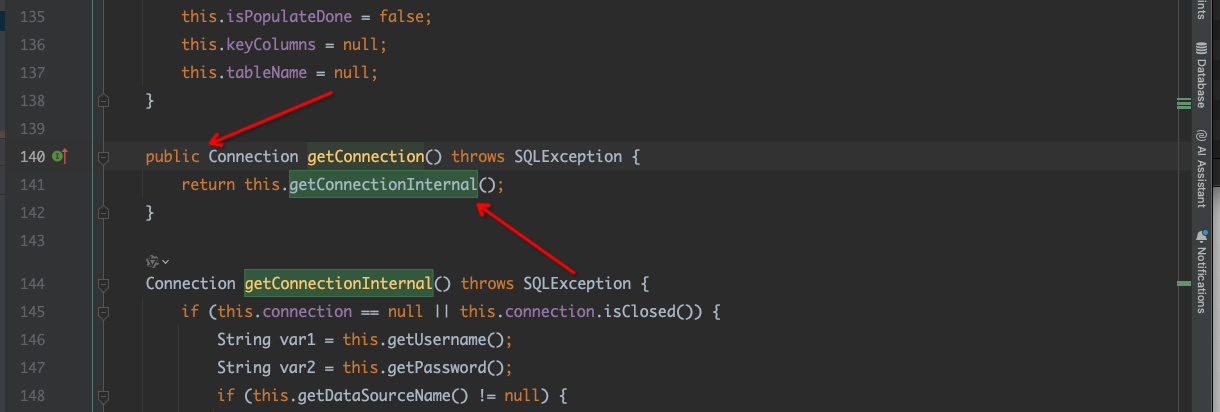 135 this.isPopulateDone = false;
136 this.keyColumns = null;
137 this.tableName = null;
138 }
139
140 public Connection getConnection() throws SQLException {
141 return this.getConnectionInternal();
142 }
143
144 Connection getConnectionInternal() throws SQLException {
145 if (this.connection == null || this.connection.isClosed()) {
146 String var1 = this.getUsername();
147 String var2 = this.getPassword();
148 if (this.getDataSourceName() != null) {
Database
AI Assistant
Notifications